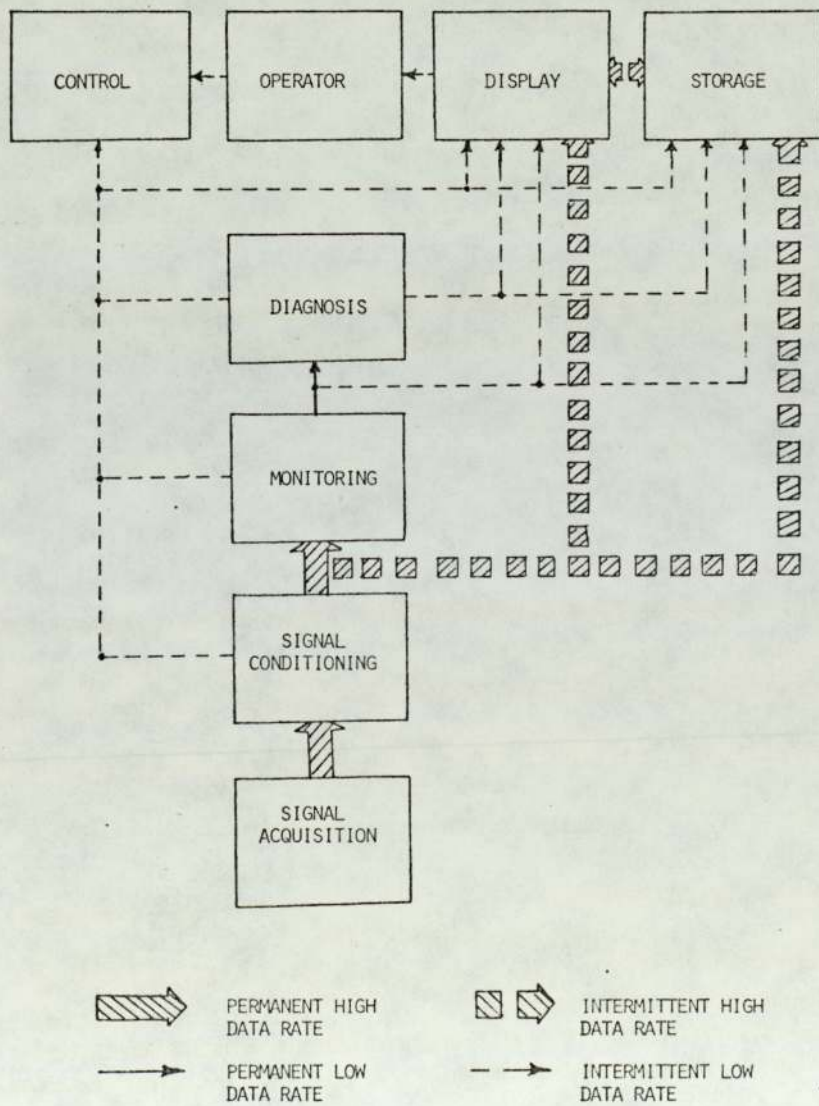 CONTROL
OPERATOR
DISPLAY
STORAGE
DIAGNOSIS
MONITORING
SIGNAL
CONDITIONING
SIGNAL
ACQUISITION
PERMANENT HIGH
DATA RATE
INTERMITTENT HIGH
DATA RATE
PERMANENT LOW
DATA RATE
INTERMITTENT LOW
DATA RATE